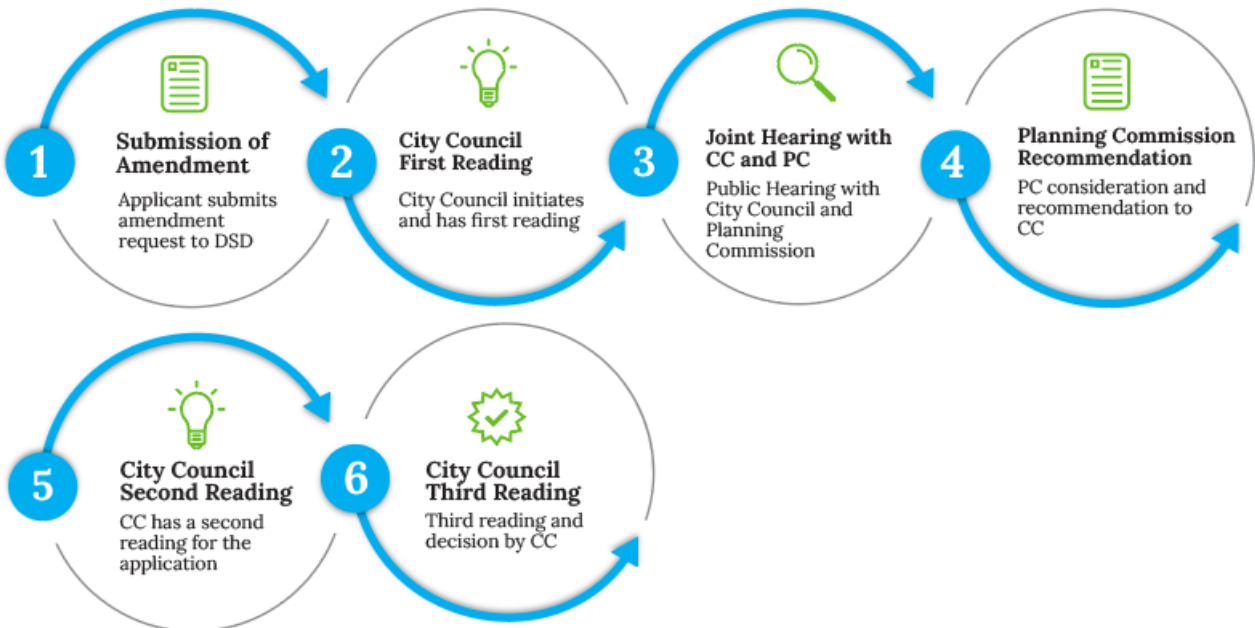 1
Submission of
Amendment
Applicant submits
amendment
request to DSD
2
City Council
First Reading
City Council initiates
and has first reading
3
Joint Hearing with
CC and PC
Public Hearing with
City Council and
Planning
Commission
4
Planning Commission
Recommendation
PC consideration and
recommendation to
CC
5
City Council
Second Reading
CC has a second
reading for the
application
6
City Council
Third Reading
Third reading and
decision by CC